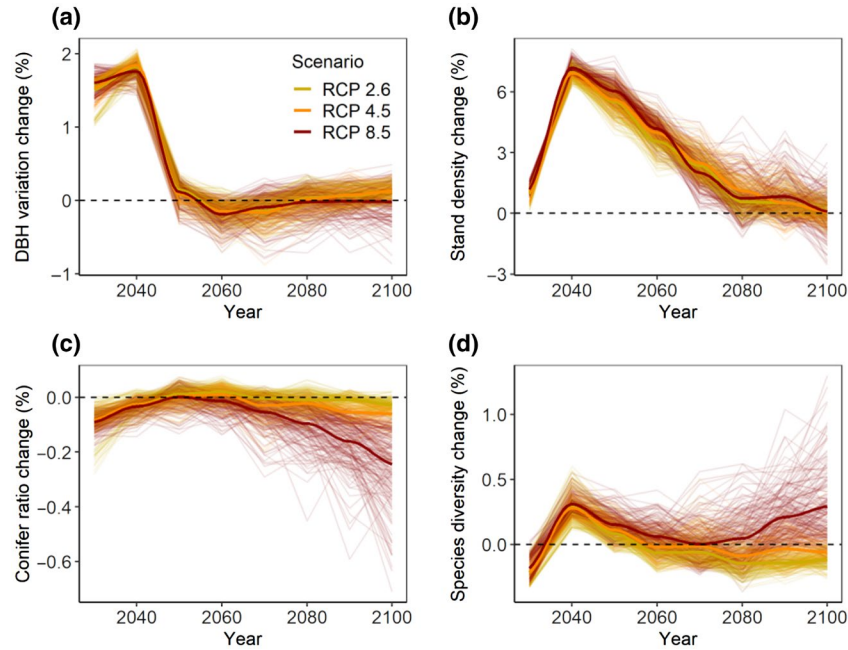 (a)
DBH variation change (%)
2
1
0
−1
Scenario
RCP 2.6
RCP 4.5
RCP 8.5
2040 2060 2080 2100
Year
(b)
Stand density change (%)
6
3
0
−3
2040 2060 2080 2100
Year
(c)
Conifer ratio change (%)
0.0
−0.2
−0.4
−0.6
2040 2060 2080 2100
Year
(d)
Species diversity change (%)
1.0
0.5
0.0
2040 2060 2080 2100
Year